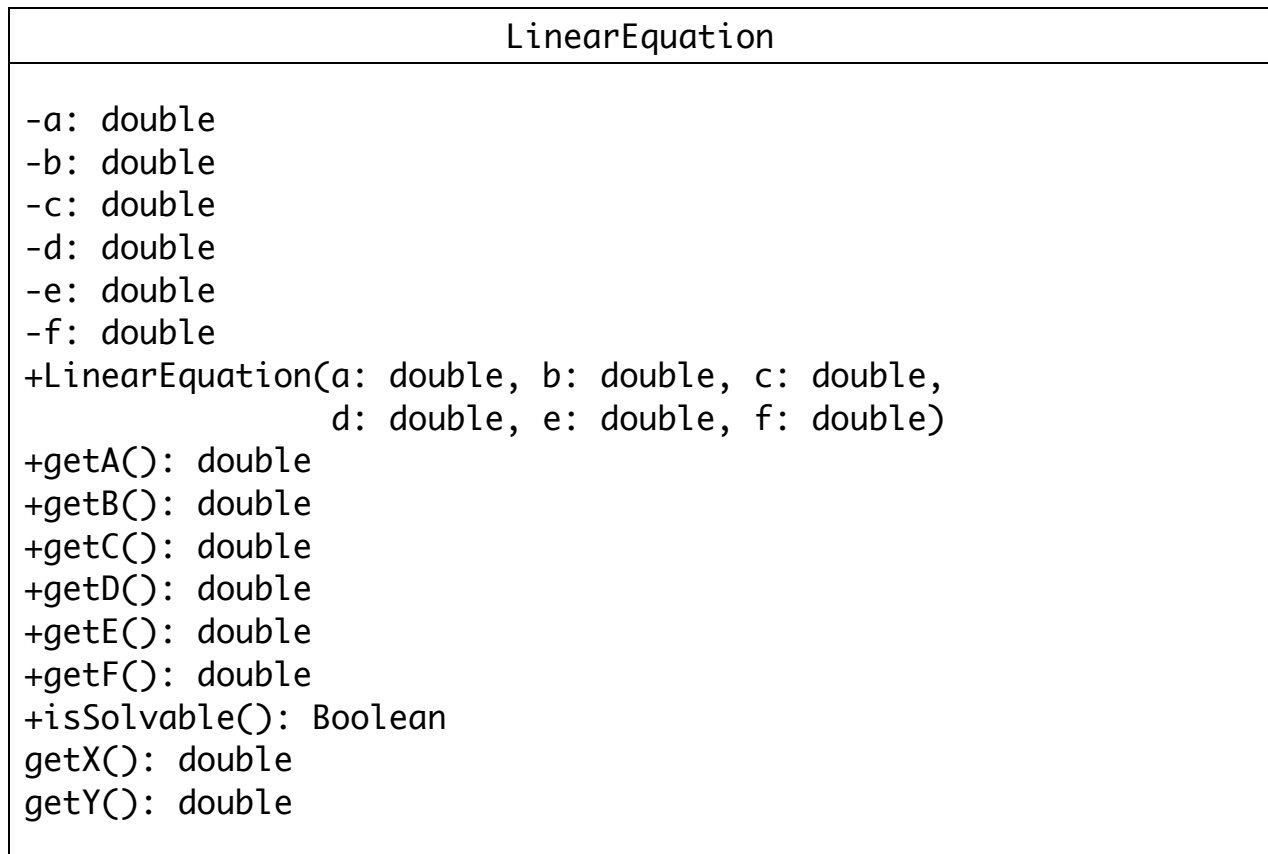 LinearEquation
-a: double
-b: double
-c: double
-d: double
-e: double
-f: double
+LinearEquation(a: double, b: double, c: double,
d: double, e: double, f: double)
+getA(): double
+getB(): double
+getC(): double
+getD(): double
+getE(): double
+getF(): double
+isSolvable(): Boolean
getX(): double
getY(): double